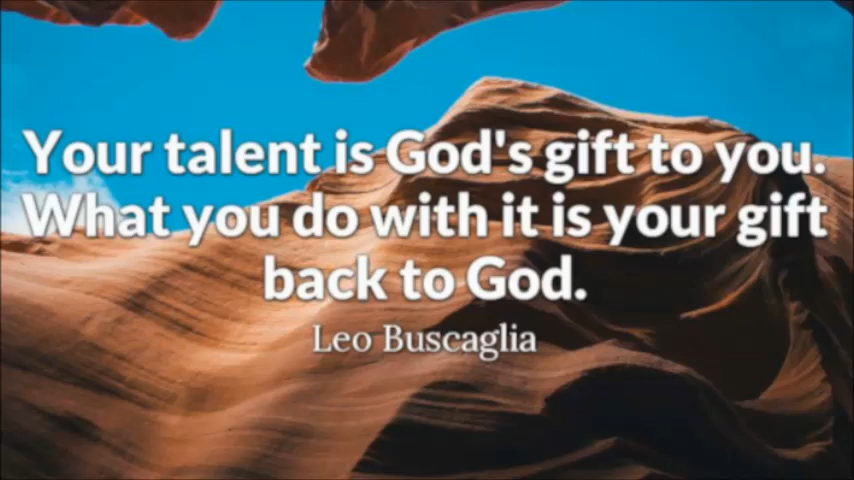 Your talent is God's gift to you.
What you do with it is your gift
back to God.
Leo Buscaglia